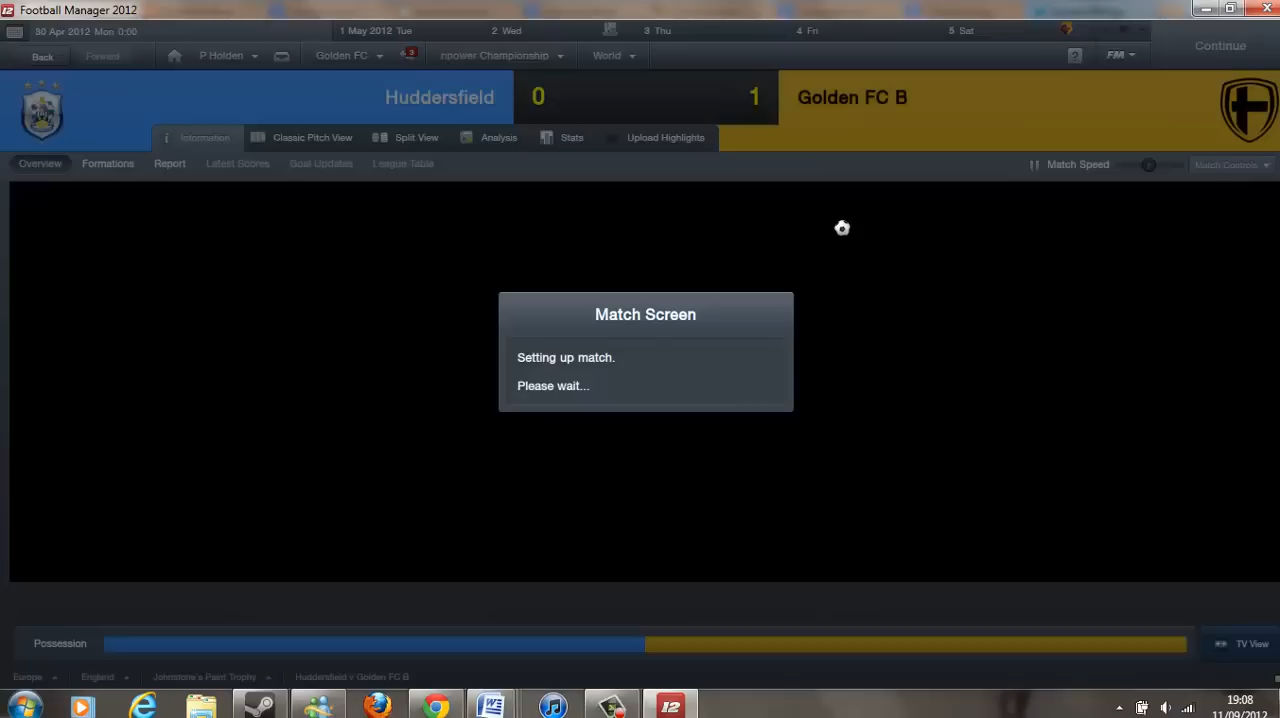 12 Football Manager 2012
30 Apr 2012 Mon 0:00 1 May 2012 Tue 2 Wed 3 Thu 4 Fri 5 Sat
Continue
Back Forward P Holden Golden FC 3 npower Championship World ? FM
Huddersfield 0 1 Golden FC B
i Information Classic Pitch View Split View Analysis Stats Upload Highlights
Overview Formations Report Latest Scores Goal Updates League Table Match Speed Match Controls
Match Screen
Setting up match.
Please wait...
Possession TV View
Europe England Johnstone's Paint Trophy Huddersfield v Golden FC B
12
19:08
11/09/2012